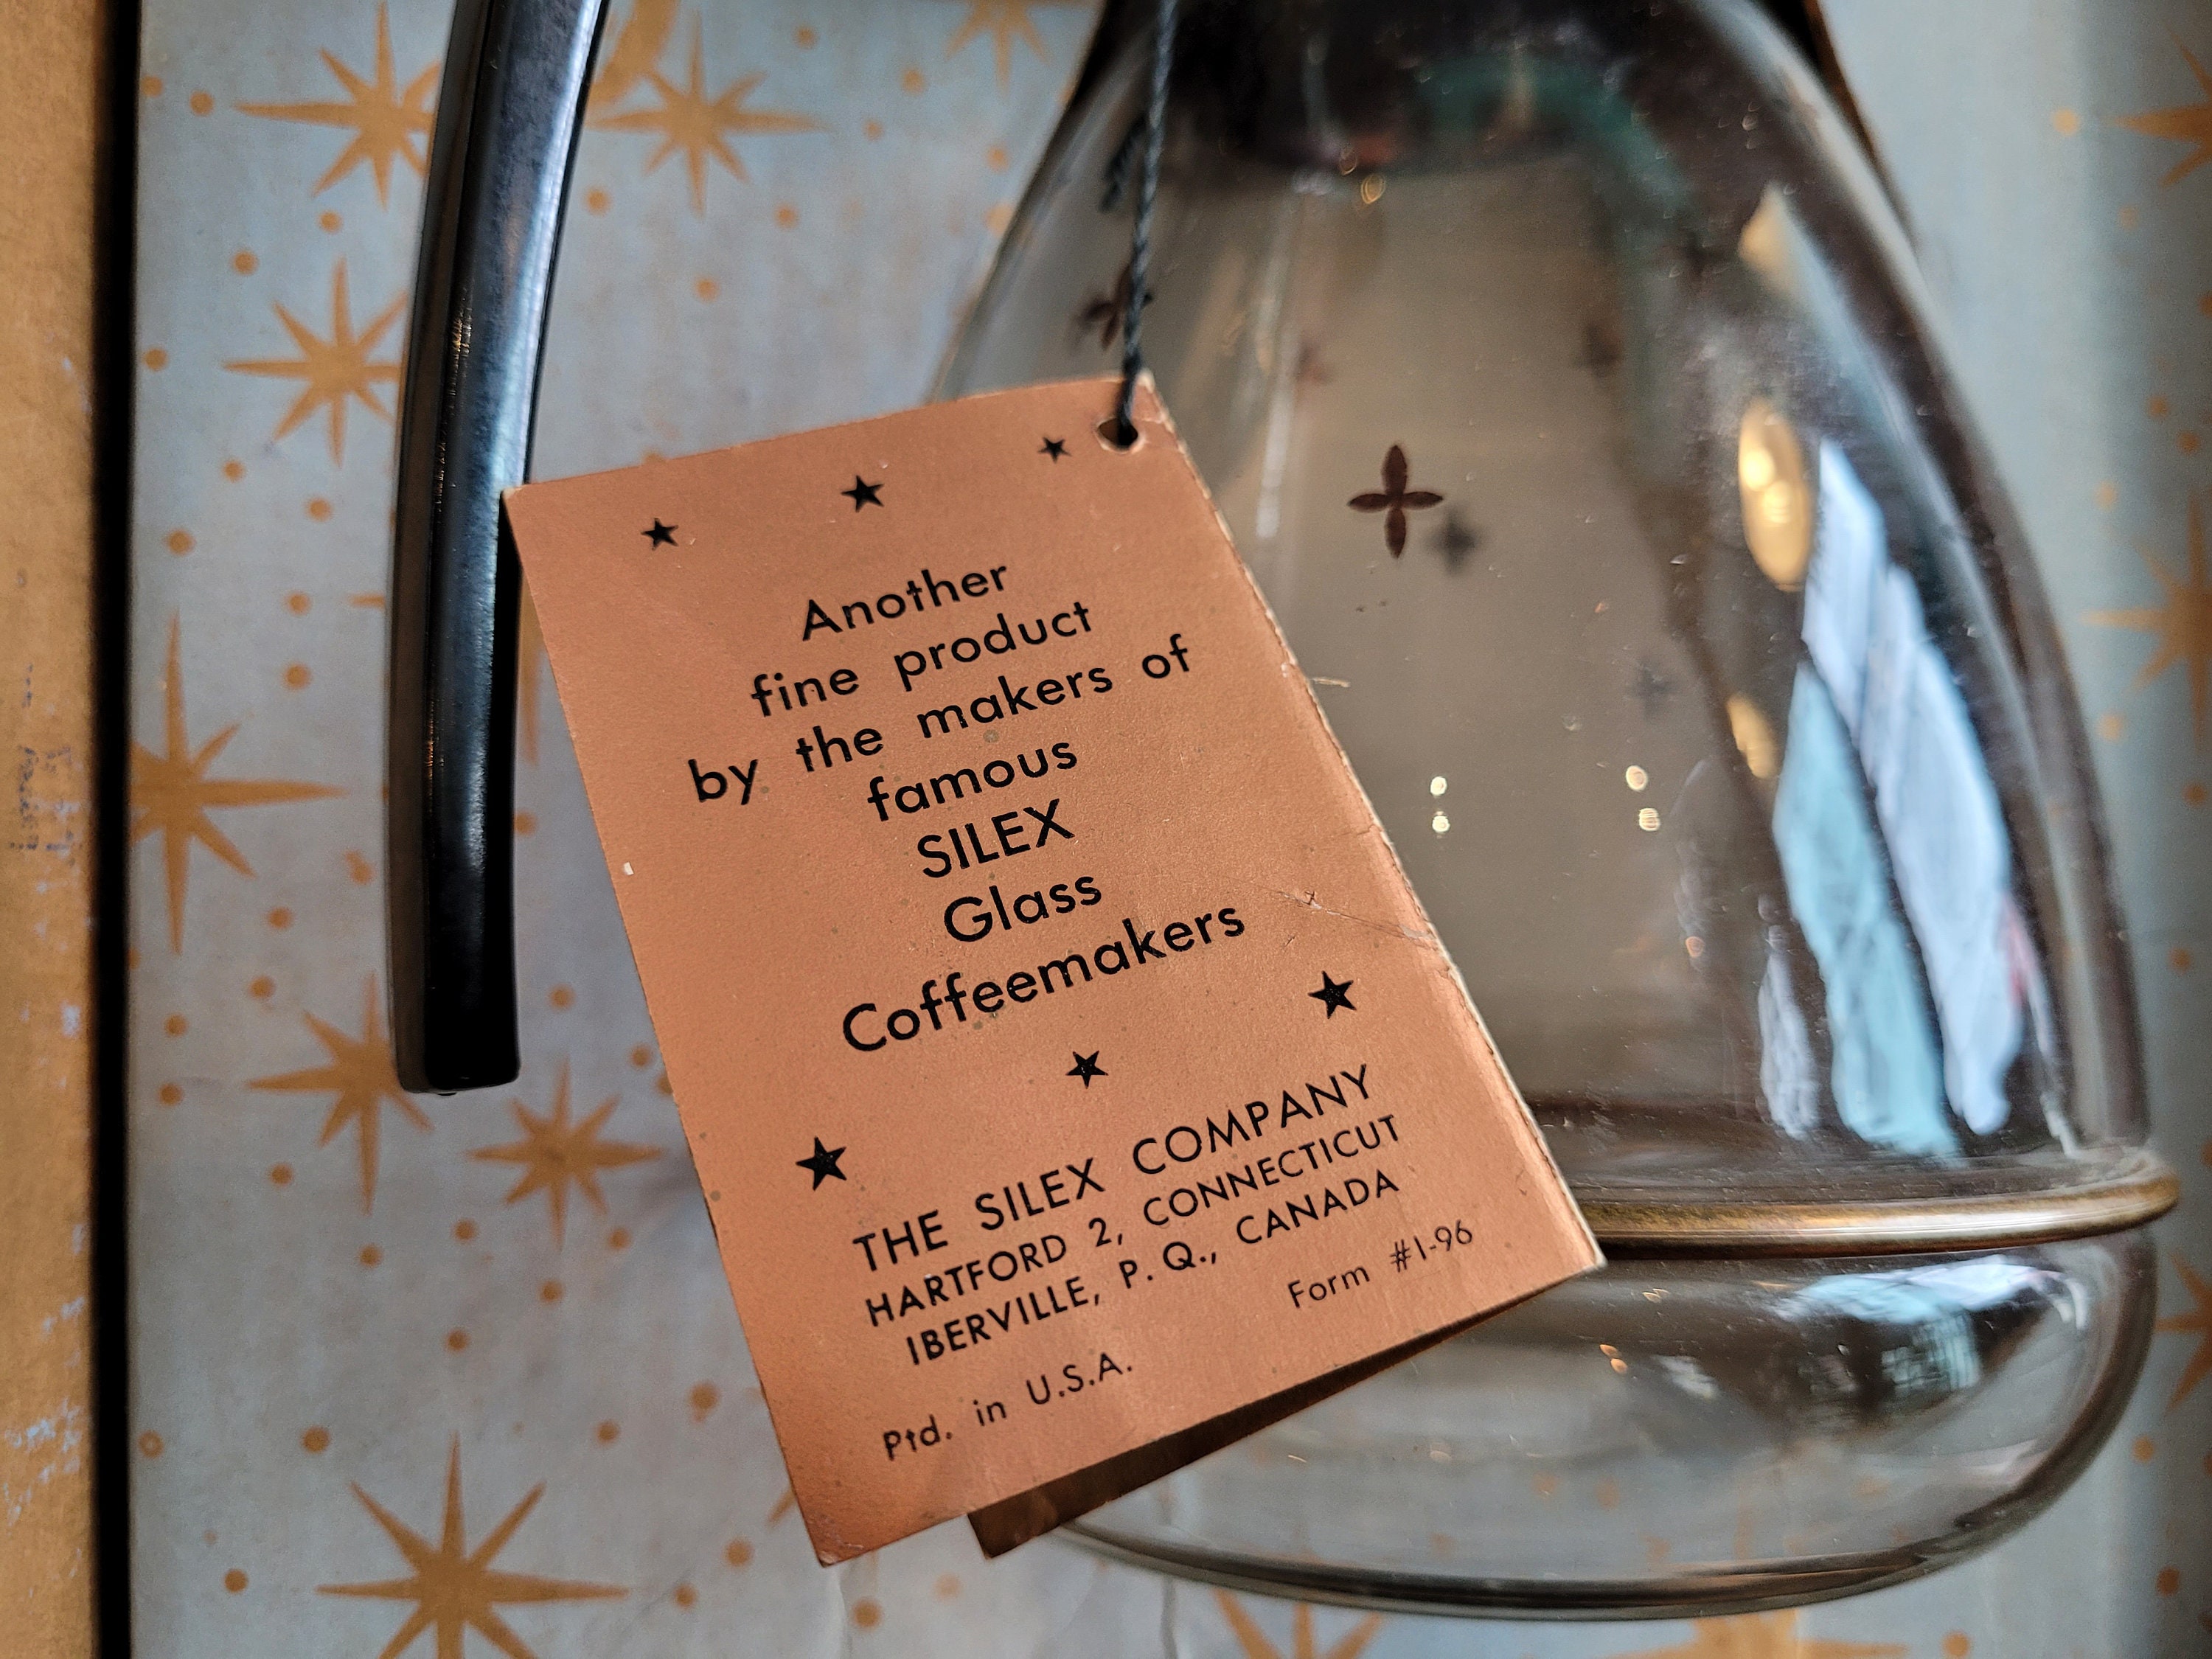 Another
fine product
by the makers of
famous
SILEX
Glass
Coffeemakers
THE SILEX COMPANY
HARTFORD 2, CONNECTICUT
IBERVILLE, P. Q., CANADA
Form #1-96
Ptd. in U.S.A.